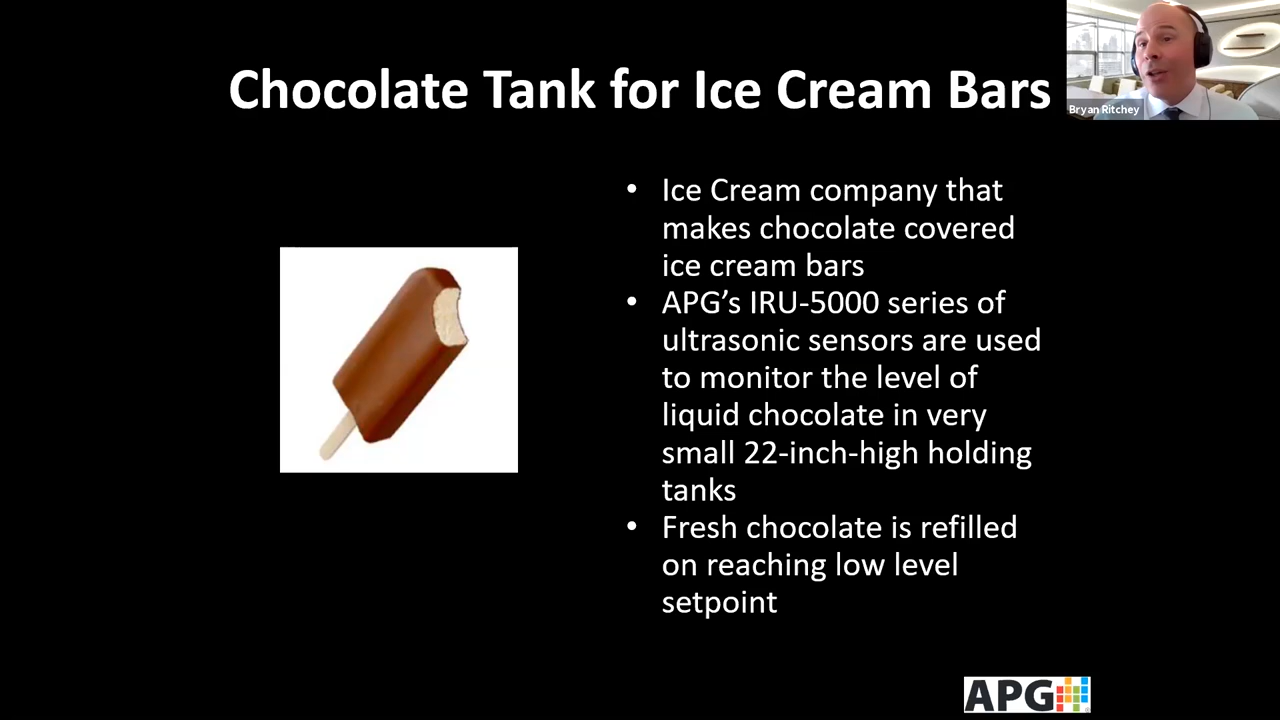 Chocolate Tank for Ice Cream Bars
Bryan Ritchey
• Ice Cream company that
makes chocolate covered
ice cream bars
• APG’s IRU-5000 series of
ultrasonic sensors are used
to monitor the level of
liquid chocolate in very
small 22-inch-high holding
tanks
• Fresh chocolate is refilled
on reaching low level
setpoint
APG